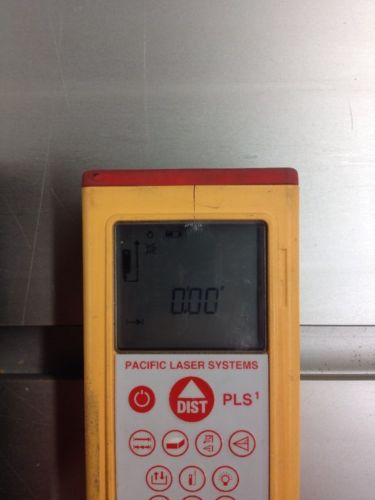 0.00'
PACIFIC LASER SYSTEMS
DIST
PLS¹